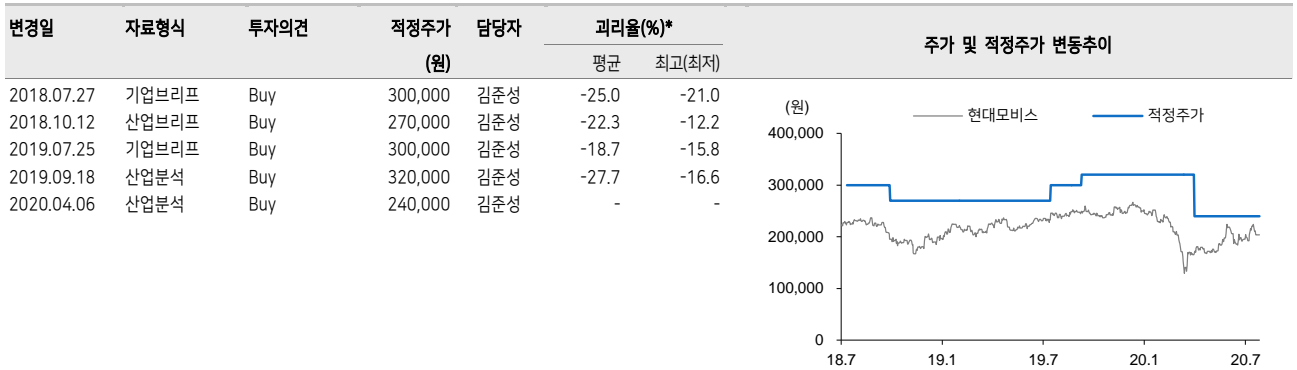 변경일 자료형식 투자의견 적정주가 담당자 괴리율(%)*
(원) 평균 최고(최저)
2018.07.27 기업브리프 Buy 300,000 김준성 -25.0 -21.0
2018.10.12 산업브리프 Buy 270,000 김준성 -22.3 -12.2
2019.07.25 기업브리프 Buy 300,000 김준성 -18.7 -15.8
2019.09.18 산업분석 Buy 320,000 김준성 -27.7 -16.6
2020.04.06 산업분석 Buy 240,000 김준성 - -
주가 및 적정주가 변동추이
(원)
현대모비스 적정주가
400,000
300,000
200,000
100,000
0
18.7 19.1 19.7 20.1 20.7